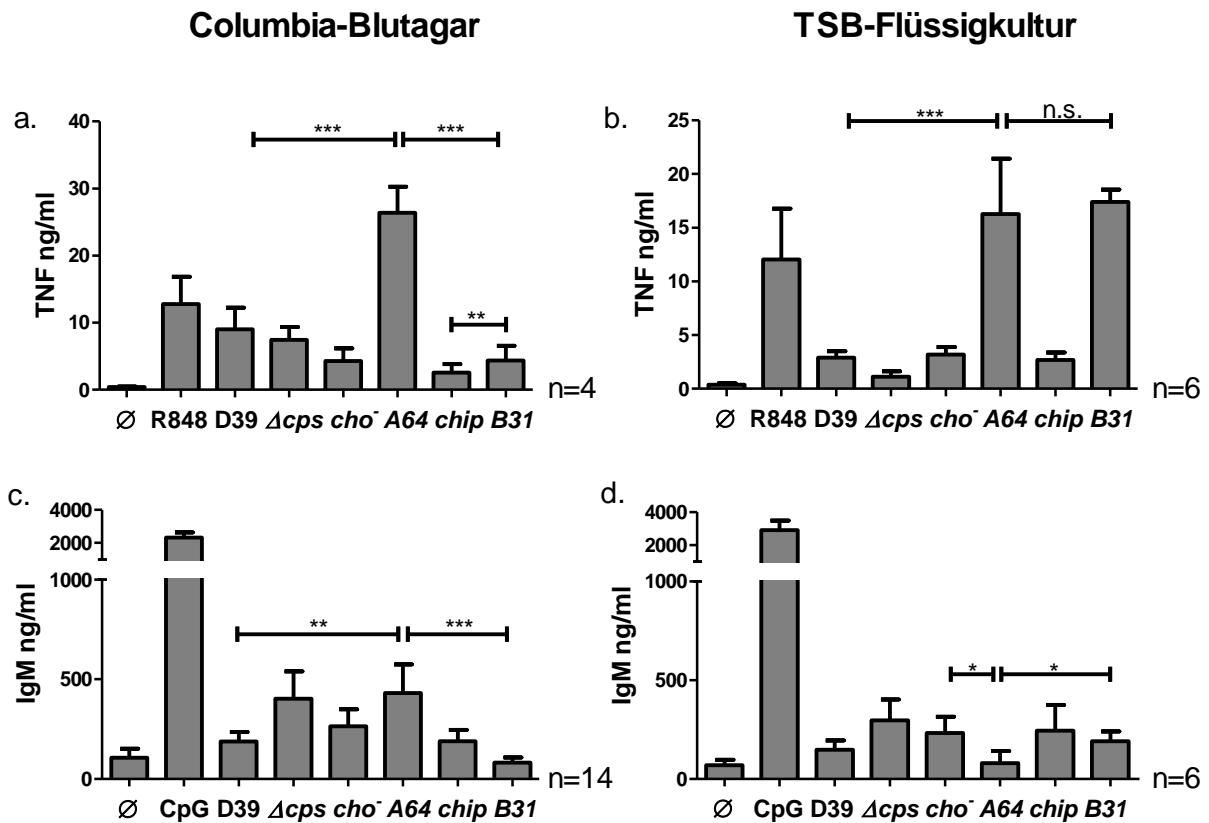 Columbia-Blutagar
TSB-Flüssigkultur
a.
TNF ng/ml
40
30
20
10
0
***
***
**
Ø R848 D39 Δcps cho⁻ A64 chip B31
n=4
b.
TNF ng/ml
25
20
15
10
5
0
***
n.s.
Ø R848 D39 Δcps cho⁻ A64 chip B31
n=6
c.
IgM ng/ml
4000
2000
1000
500
0
**
***
Ø CpG D39 Δcps cho⁻ A64 chip B31
n=14
d.
IgM ng/ml
4000
2000
1000
500
0
*
*
Ø CpG D39 Δcps cho⁻ A64 chip B31
n=6